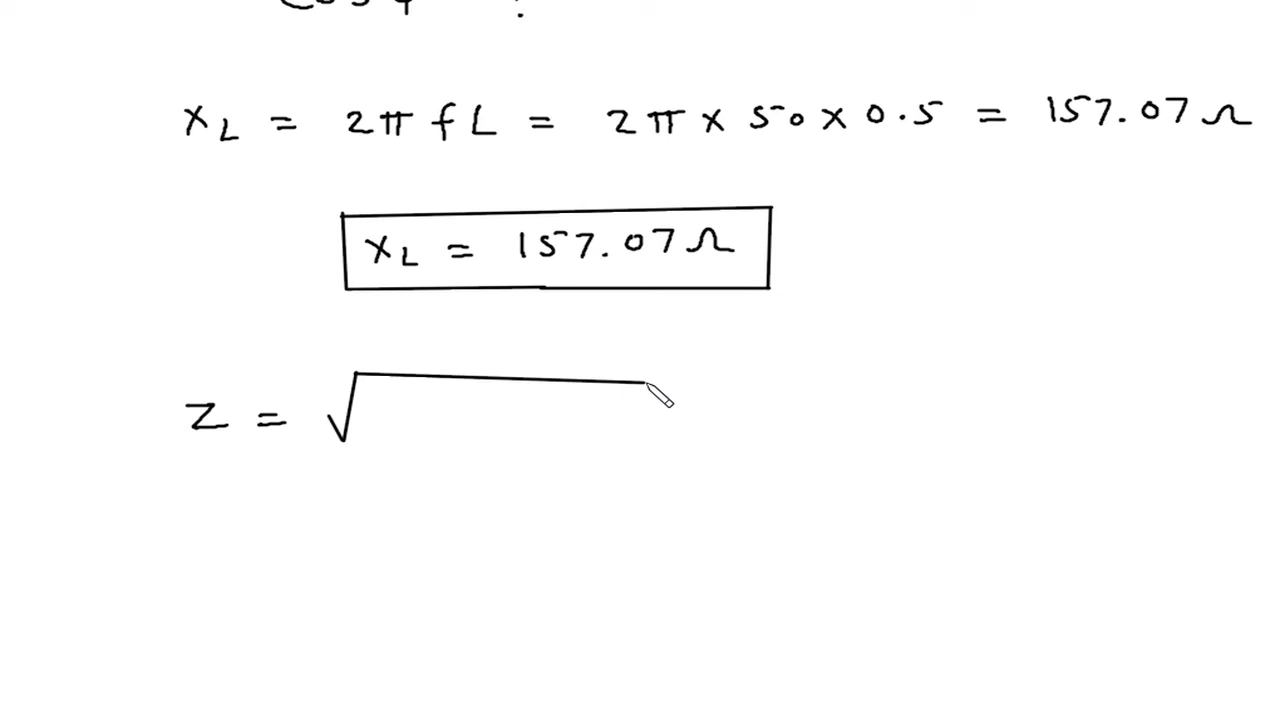 X_L = 2π f L = 2π × 50 × 0.5 = 157.07 Ω
X_L = 157.07 Ω
Z = √